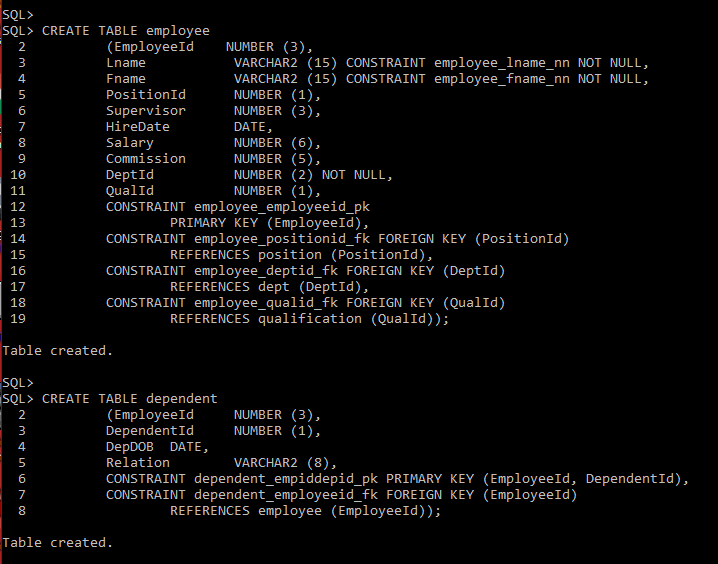 SQL>
SQL> CREATE TABLE employee
  2          (EmployeeId    NUMBER (3),
  3          Lname           VARCHAR2 (15) CONSTRAINT employee_lname_nn NOT NULL,
  4          Fname           VARCHAR2 (15) CONSTRAINT employee_fname_nn NOT NULL,
  5          PositionId      NUMBER (1),
  6          Supervisor      NUMBER (3),
  7          HireDate        DATE,
  8          Salary          NUMBER (6),
  9          Commission      NUMBER (5),
 10          DeptId          NUMBER (2) NOT NULL,
 11          QualId          NUMBER (1),
 12          CONSTRAINT employee_employeeid_pk
 13                  PRIMARY KEY (EmployeeId),
 14          CONSTRAINT employee_positionid_fk FOREIGN KEY (PositionId)
 15                  REFERENCES position (PositionId),
 16          CONSTRAINT employee_deptid_fk FOREIGN KEY (DeptId)
 17                  REFERENCES dept (DeptId),
 18          CONSTRAINT employee_qualid_fk FOREIGN KEY (QualId)
 19                  REFERENCES qualification (QualId));

Table created.

SQL>
SQL> CREATE TABLE dependent
  2          (EmployeeId     NUMBER (3),
  3          DependentId     NUMBER (1),
  4          DepDOB  DATE,
  5          Relation        VARCHAR2 (8),
  6          CONSTRAINT dependent_empiddepid_pk PRIMARY KEY (EmployeeId, DependentId),
  7          CONSTRAINT dependent_employeeid_fk FOREIGN KEY (EmployeeId)
  8                  REFERENCES employee (EmployeeId));

Table created.